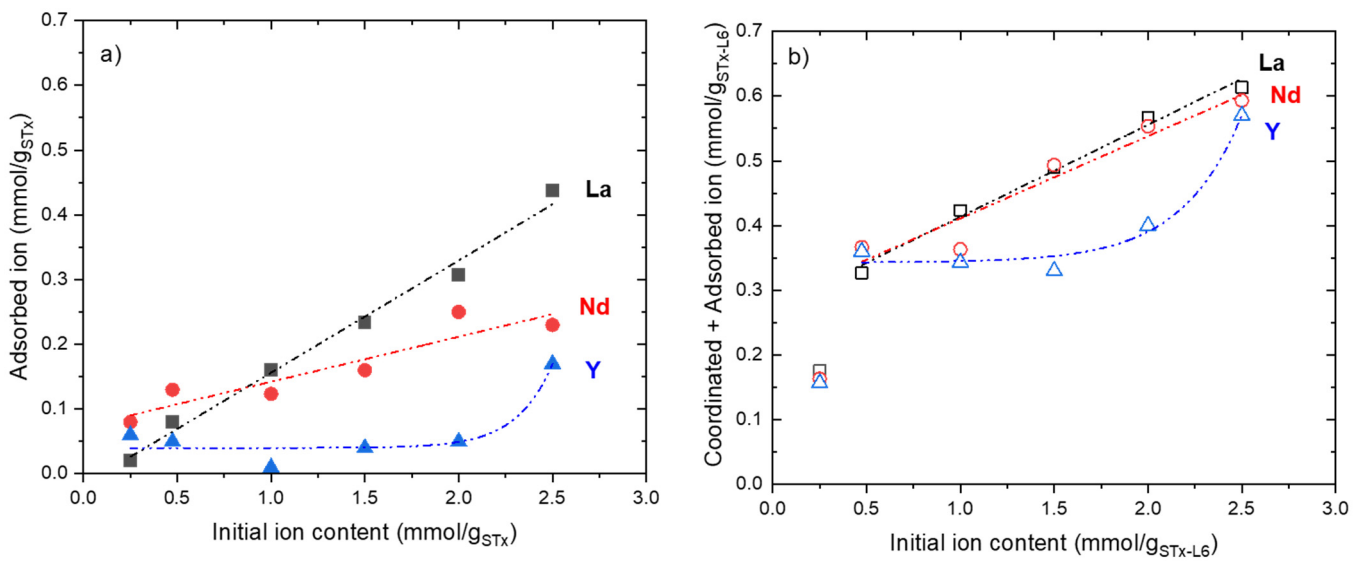 a)
Adsorbed ion (mmol/g_STx)
0.7
0.6
0.5
0.4
0.3
0.2
0.1
0.0
La
Nd
Y
0.0 0.5 1.0 1.5 2.0 2.5 3.0
Initial ion content (mmol/g_STx)
b)
Coordinated + Adsorbed ion (mmol/g_STx-L6)
0.7
0.6
0.5
0.4
0.3
0.2
0.1
0.0
La
Nd
Y
0.0 0.5 1.0 1.5 2.0 2.5 3.0
Initial ion content (mmol/g_STx-L6)